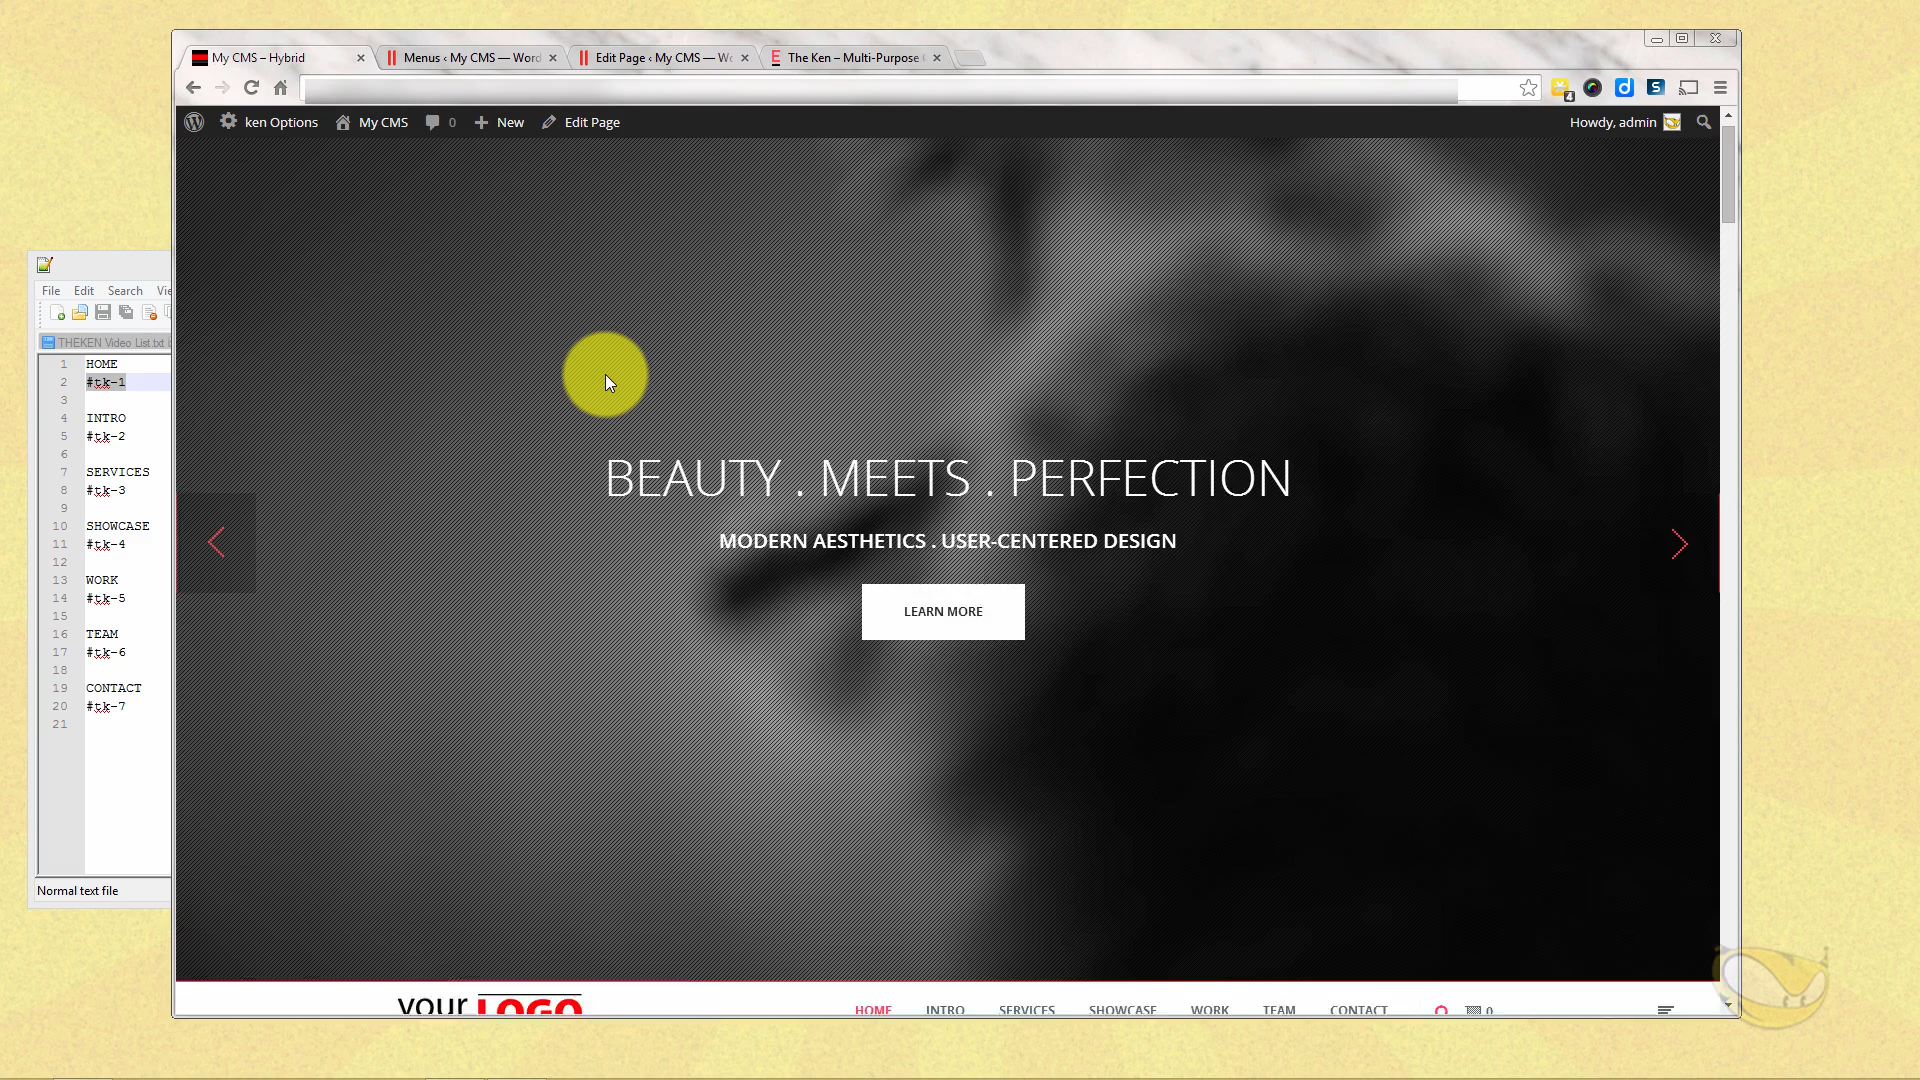 My CMS – Hybrid
Menus ‹ My CMS — Word
Edit Page ‹ My CMS — Wo
The Ken – Multi-Purpose
4
ken Options
My CMS
0
New
Edit Page
Howdy, admin
File Edit Search Vie
THEKEN Video List.txt
1 HOME
2 #tk-1
3
4 INTRO
5 #tk-2
6
7 SERVICES
8 #tk-3
9
10 SHOWCASE
11 #tk-4
12
13 WORK
14 #tk-5
15
16 TEAM
17 #tk-6
18
19 CONTACT
20 #tk-7
21
Normal text file
BEAUTY . MEETS . PERFECTION
MODERN AESTHETICS . USER-CENTERED DESIGN
LEARN MORE
YOUR LOGO
HOME INTRO SERVICES SHOWCASE WORK TEAM CONTACT 0